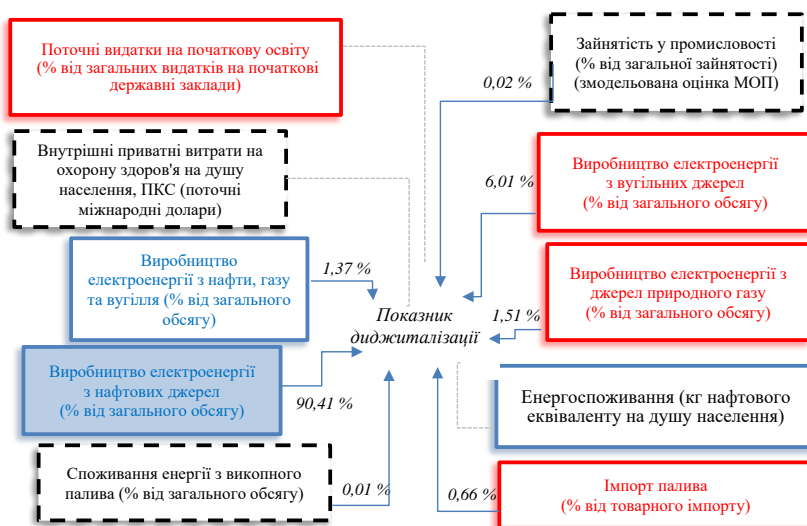 Поточні видатки на початкову освіту
(% від загальних видатків на початкові
державні заклади)
Зайнятість у промисловості
(% від загальної зайнятості)
(змодельована оцінка МОП)
0,02 %
Внутрішні приватні витрати на
охорону здоров'я на душу
населення, ПКС (поточні
міжнародні долари)
Виробництво електроенергії
з вугільних джерел
(% від загального обсягу)
6,01 %
Виробництво
електроенергії з нафти, газу
та вугілля (% від загального
обсягу)
1,37 %
Показник
диджиталізації
Виробництво електроенергії з
джерел природного газу
(% від загального обсягу)
1,51 %
Виробництво електроенергії
з нафтових джерел
(% від загального обсягу)
90,41 %
Енергоспоживання (кг нафтового
еквіваленту на душу населення)
Споживання енергії з викопного
палива (% від загального обсягу)
0,01 %
0,66 %
Імпорт палива
(% від товарного імпорту)